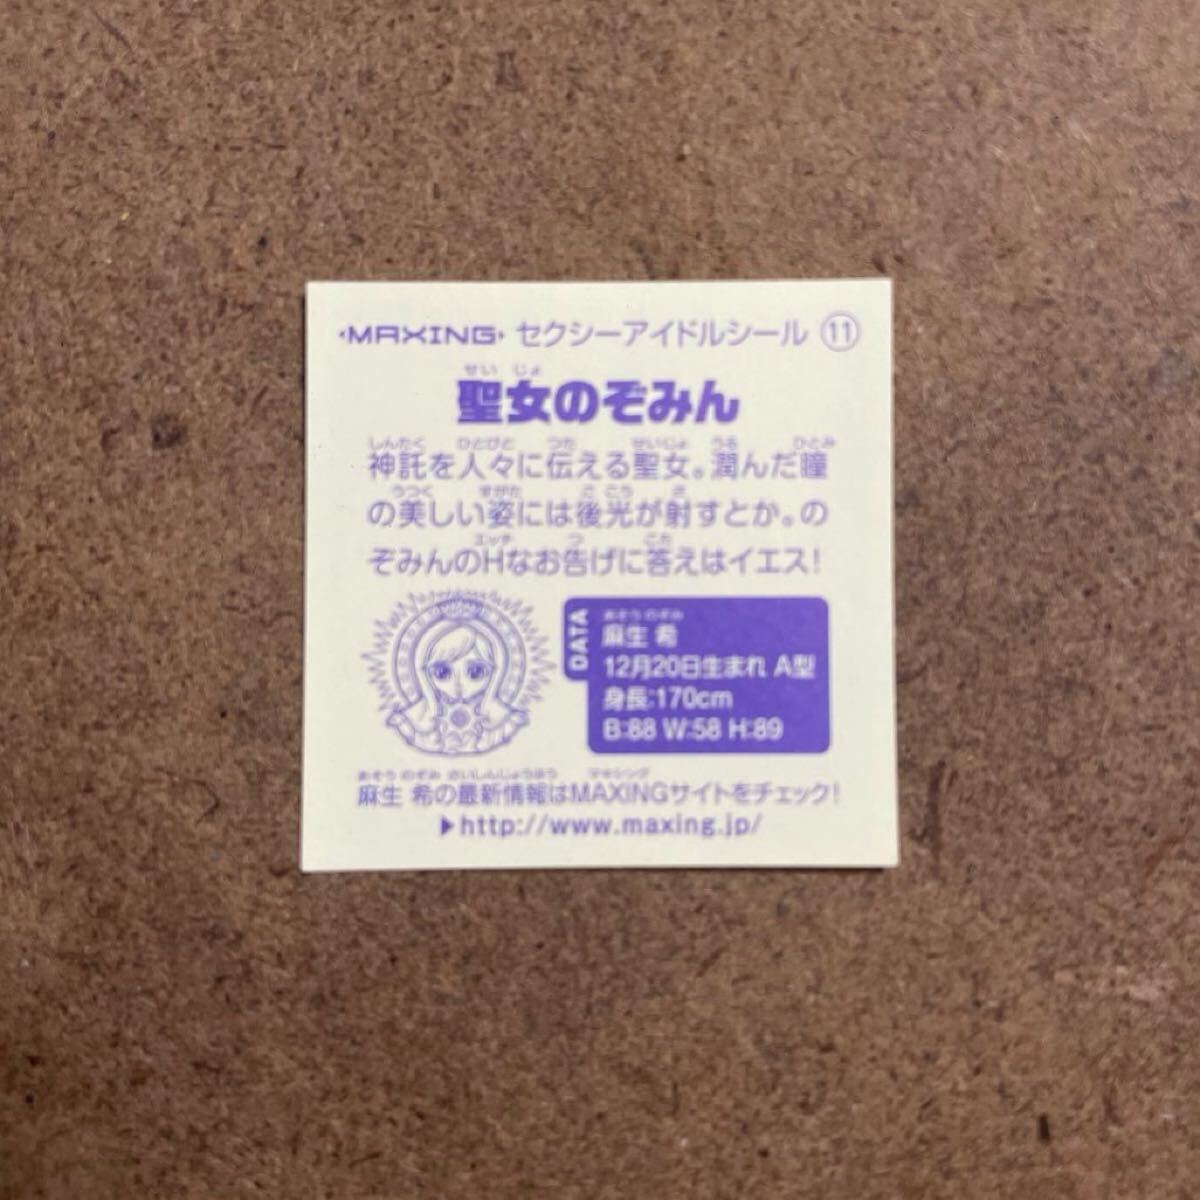 MAXING セクシーアイドルシール 11
せい じょ
聖女のぞみん
しんたく ひとびと つた せいじょ うる ひとみ
神託を人々に伝える聖女。潤んだ瞳
うつく すがた ご こう さ
の美しい姿には後光が射すとか。の
エッチ つ こた
ぞみんのHなお告げに答えはイエス!
DATA
あそう のぞみ
麻生 希
12月20日生まれ A型
身長:170cm
B:88 W:58 H:89
あそう のぞみ さいしんじょうほう マキシング
麻生 希の最新情報はMAXINGサイトをチェック!
▶http://www.maxing.jp/